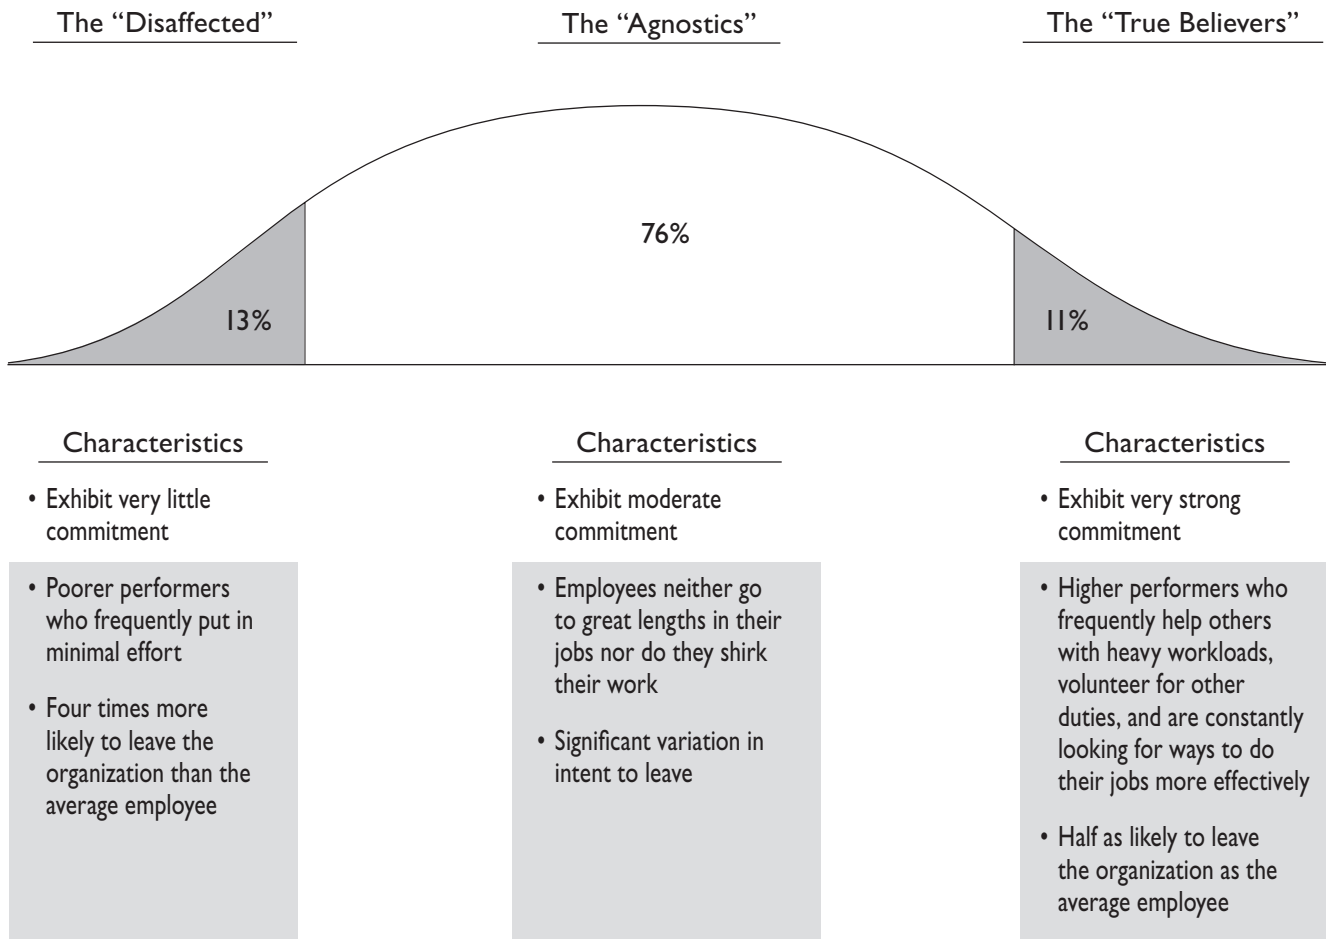 The “Disaffected”
The “Agnostics”
The “True Believers”
13%
76%
11%
Characteristics
• Exhibit very little
commitment
• Poorer performers
who frequently put in
minimal effort
• Four times more
likely to leave the
organization than the
average employee
Characteristics
• Exhibit moderate
commitment
• Employees neither go
to great lengths in their
jobs nor do they shirk
their work
• Significant variation in
intent to leave
Characteristics
• Exhibit very strong
commitment
• Higher performers who
frequently help others
with heavy workloads,
volunteer for other
duties, and are constantly
looking for ways to do
their jobs more effectively
• Half as likely to leave
the organization as the
average employee